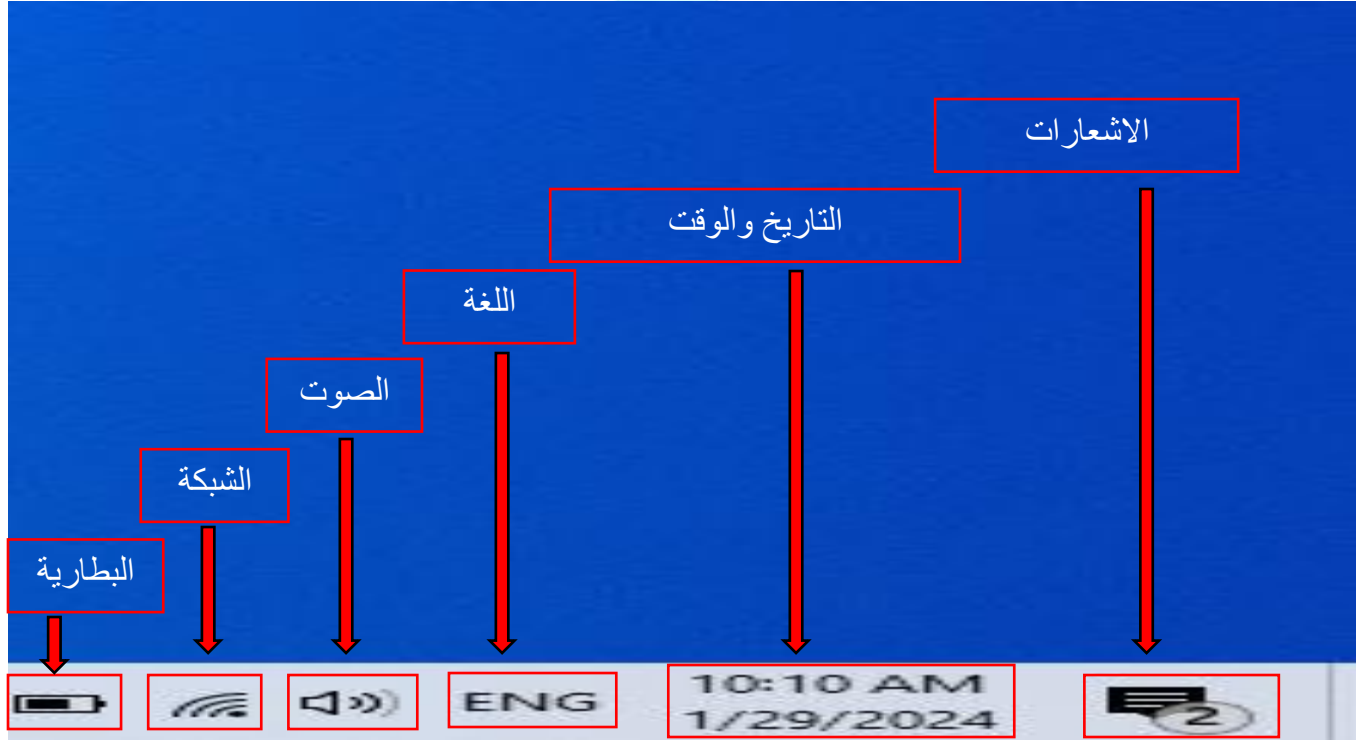 الاشعارات
التاريخ والوقت
اللغة
الصوت
الشبكة
البطارية
ENG
10:10 AM
1/29/2024
2